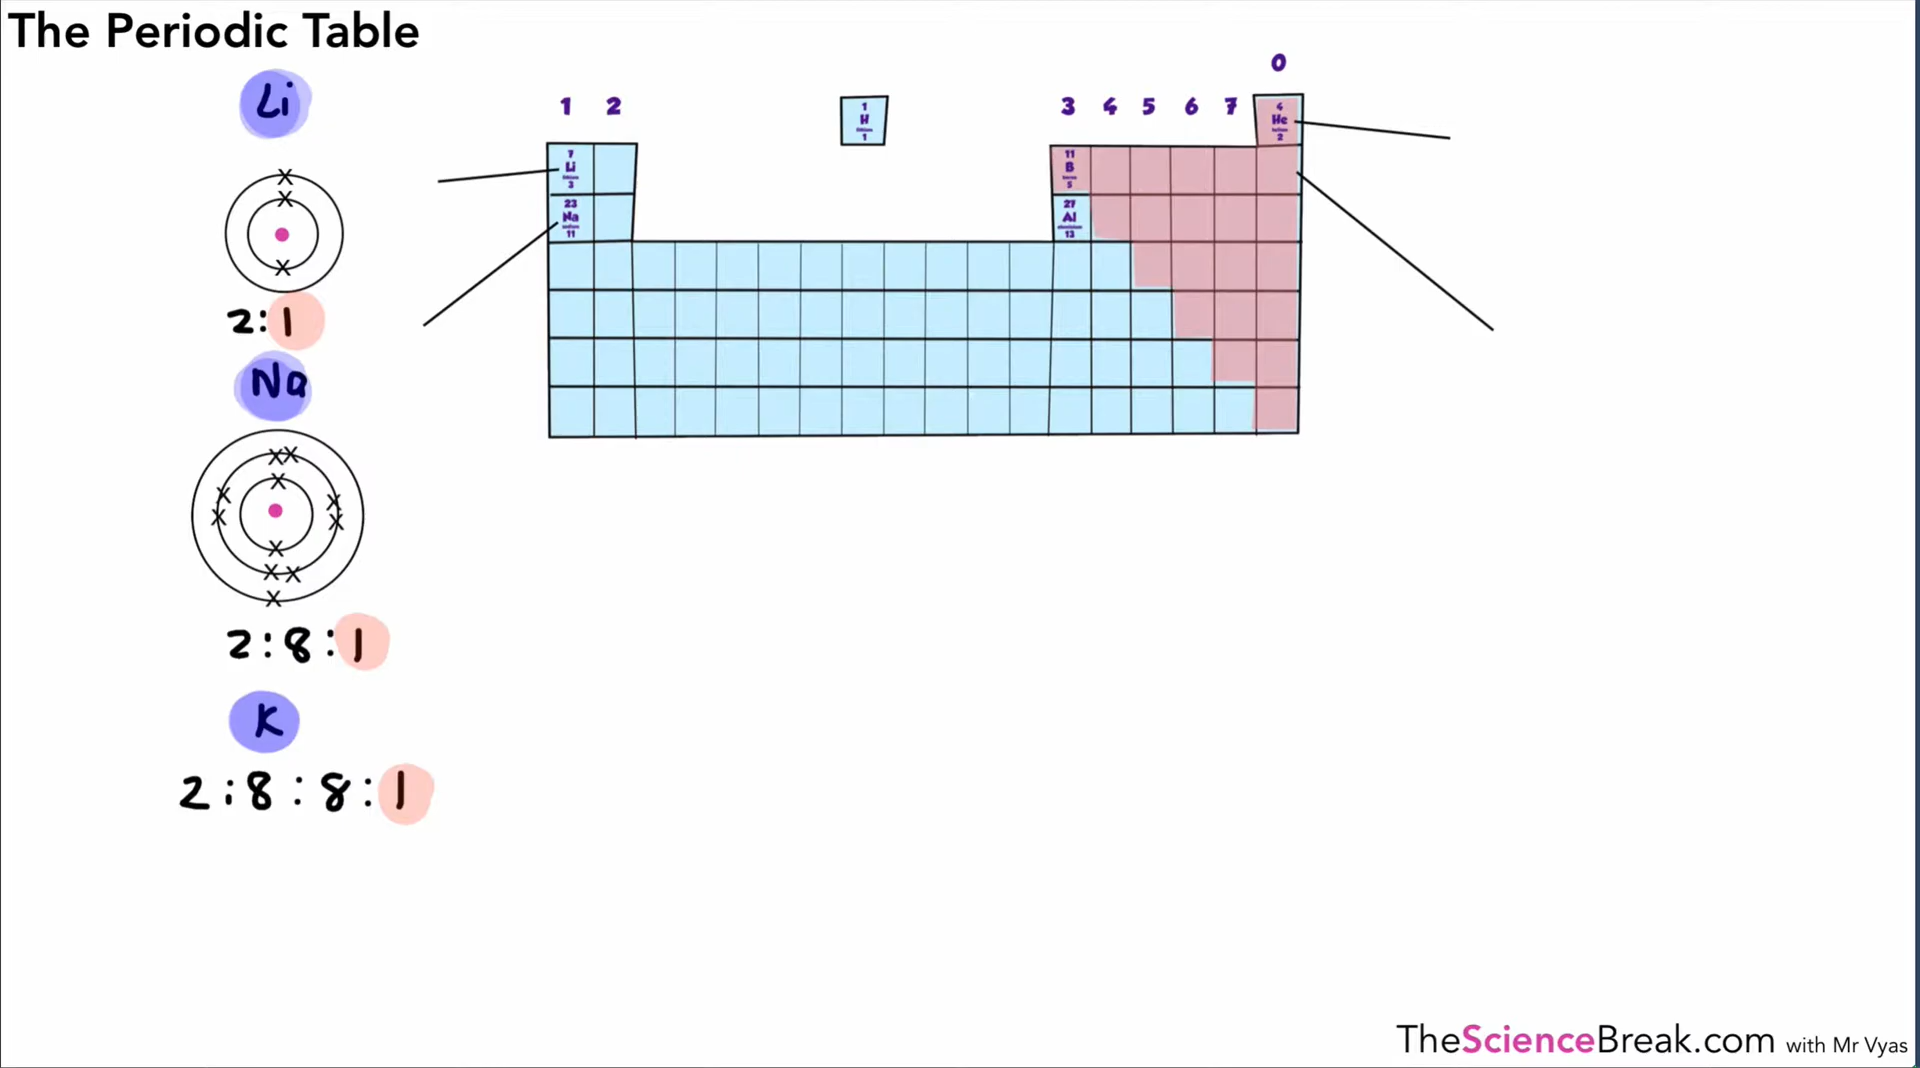 The Periodic Table
Li
2:1
Na
2:8:1
K
2:8:8:1
0
1 2 3 4 5 6 7
1
H
1
4
He
2
7
Li
3
11
B
5
23
Na
11
27
Al
13
TheScienceBreak.com with Mr Vyas